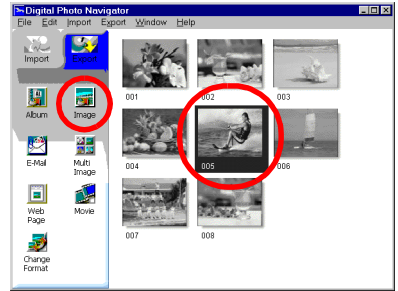 Digital Photo Navigator
File Edit Import Export Window Help
Import Export
001 002 003
Album Image
004 005 006
E-Mail Multi Image
007 008
Web Page Movie
Change Format